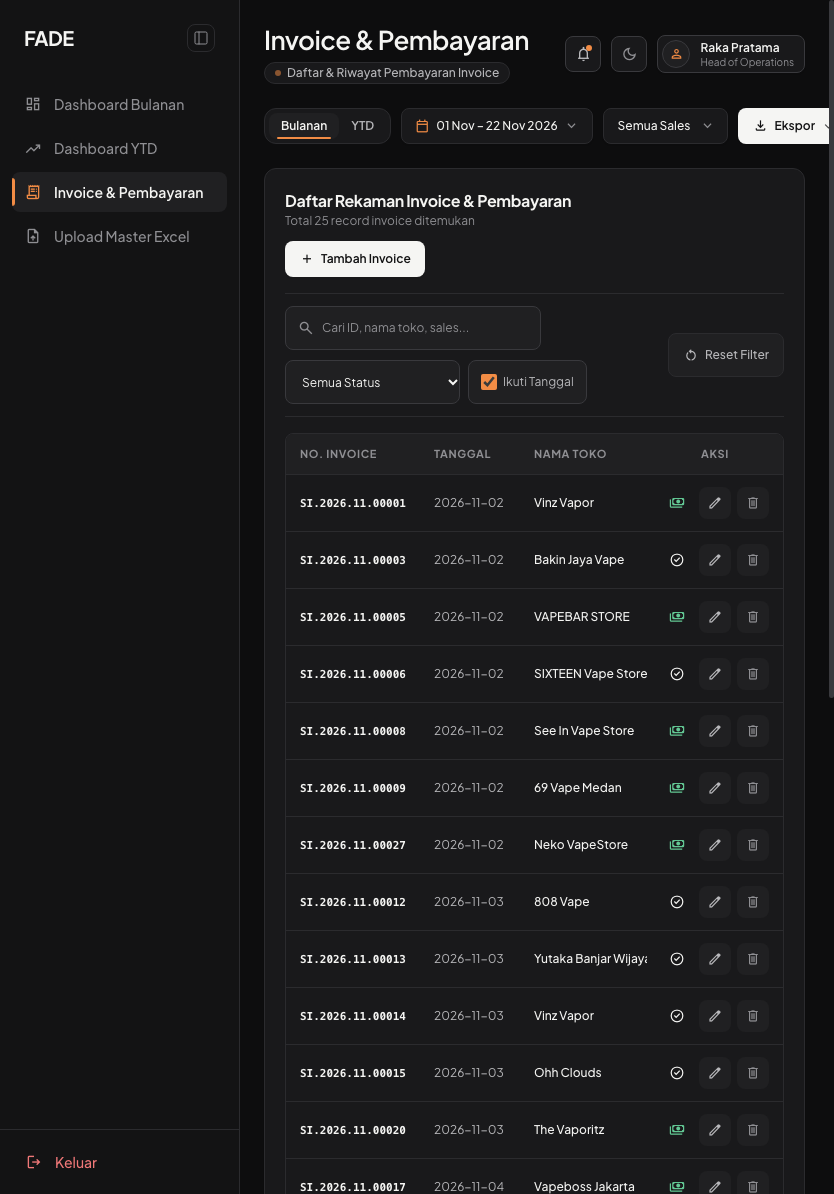 FADE
Dashboard Bulanan
Dashboard YTD
Invoice & Pembayaran
Upload Master Excel
Keluar
Invoice & Pembayaran
Daftar & Riwayat Pembayaran Invoice
Raka Pratama
Head of Operations
Bulanan YTD 01 Nov – 22 Nov 2026 Semua Sales Ekspor
Daftar Rekaman Invoice & Pembayaran
Total 25 record invoice ditemukan
+ Tambah Invoice
Cari ID, nama toko, sales...
Reset Filter
Semua Status Ikuti Tanggal
NO. INVOICE TANGGAL NAMA TOKO AKSI
SI.2026.11.00001 2026-11-02 Vinz Vapor
SI.2026.11.00003 2026-11-02 Bakin Jaya Vape
SI.2026.11.00005 2026-11-02 VAPEBAR STORE
SI.2026.11.00006 2026-11-02 SIXTEEN Vape Store
SI.2026.11.00008 2026-11-02 See In Vape Store
SI.2026.11.00009 2026-11-02 69 Vape Medan
SI.2026.11.00027 2026-11-02 Neko VapeStore
SI.2026.11.00012 2026-11-03 808 Vape
SI.2026.11.00013 2026-11-03 Yutaka Banjar Wijaya
SI.2026.11.00014 2026-11-03 Vinz Vapor
SI.2026.11.00015 2026-11-03 Ohh Clouds
SI.2026.11.00020 2026-11-03 The Vaporitz
SI.2026.11.00017 2026-11-04 Vapeboss Jakarta